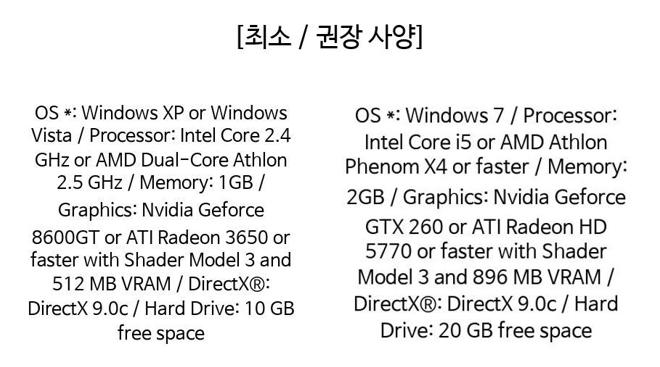 [최소 / 권장 사양]
OS *: Windows XP or Windows
Vista / Processor: Intel Core 2.4
GHz or AMD Dual-Core Athlon
2.5 GHz / Memory: 1GB /
Graphics: Nvidia Geforce
8600GT or ATI Radeon 3650 or
faster with Shader Model 3 and
512 MB VRAM / DirectX®:
DirectX 9.0c / Hard Drive: 10 GB
free space
OS *: Windows 7 / Processor:
Intel Core i5 or AMD Athlon
Phenom X4 or faster / Memory:
2GB / Graphics: Nvidia Geforce
GTX 260 or ATI Radeon HD
5770 or faster with Shader
Model 3 and 896 MB VRAM /
DirectX®: DirectX 9.0c / Hard
Drive: 20 GB free space